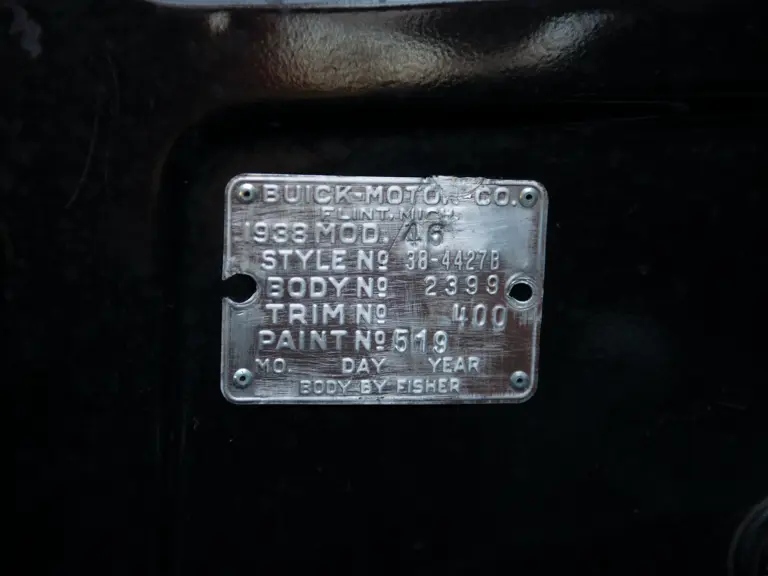 BUICK-MOTOR CO.
FLINT, MICH.
1938 MOD. 46
STYLE Nº 38-4427B
BODY Nº 2399
TRIM Nº 400
PAINT Nº 519
MO. DAY YEAR
BODY BY FISHER